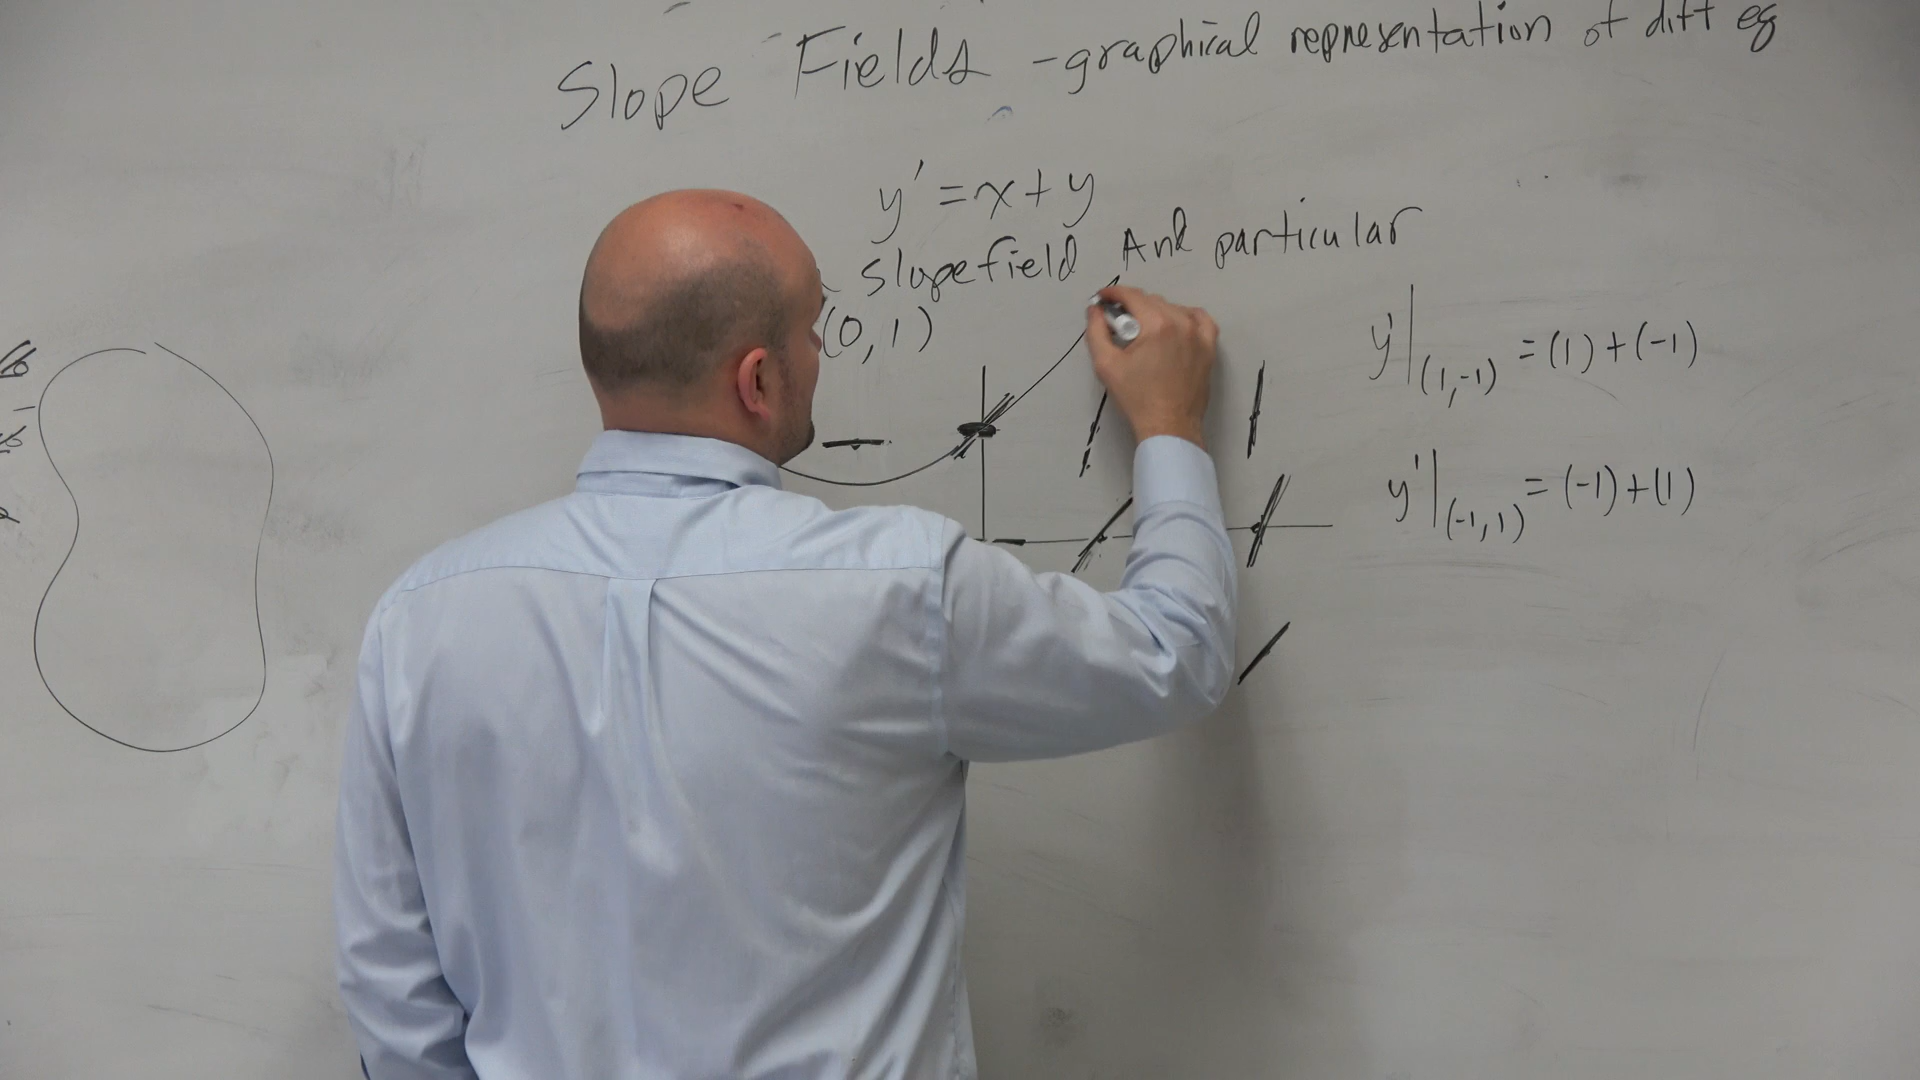 Slope Fields - graphical representation of diff eq
y' = x + y
slopefield And particular
(0, 1)
y'|(1,-1) = (1) + (-1)
y'|(-1, 1) = (-1) + (1)